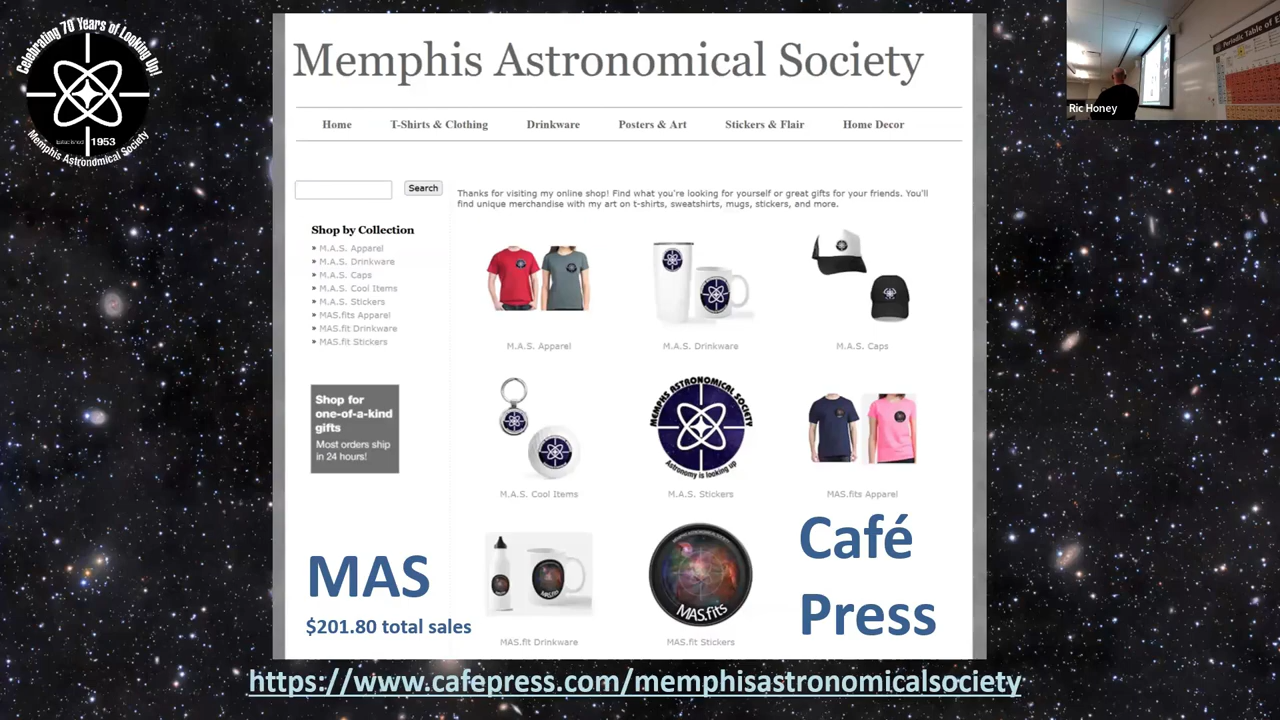 Celebrating 70 Years of Looking Up!
Established 1953
Memphis Astronomical Society
Memphis Astronomical Society
Home T-Shirts & Clothing Drinkware Posters & Art Stickers & Flair Home Decor
Search
Thanks for visiting my online shop! Find what you're looking for yourself or great gifts for your friends. You'll
find unique merchandise with my art on t-shirts, sweatshirts, mugs, stickers, and more.
Shop by Collection
» M.A.S. Apparel
» M.A.S. Drinkware
» M.A.S. Caps
» M.A.S. Cool Items
» M.A.S. Stickers
» MAS.fits Apparel
» MAS.fit Drinkware
» MAS.fit Stickers
Shop for
one-of-a-kind
gifts
Most orders ship
in 24 hours!
M.A.S. Apparel
M.A.S. Drinkware
M.A.S. Caps
MEMPHIS ASTRONOMICAL SOCIETY
Astronomy is looking up
M.A.S. Cool Items
M.A.S. Stickers
MAS.fits Apparel
MAS.fits
MAS.fits
MAS.fit Drinkware
MAS.fit Stickers
MAS
$201.80 total sales
Café
Press
https://www.cafepress.com/memphisastronomicalsociety
Periodic Table of
Ric Honey